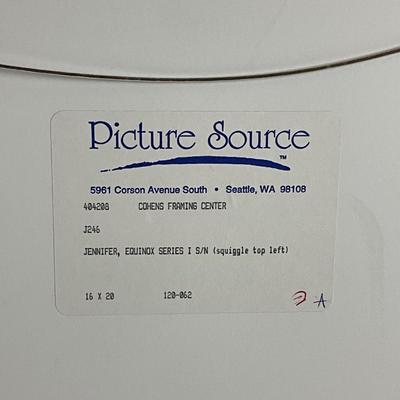 Picture Source
TM
5961 Corson Avenue South • Seattle, WA 98108
404208 COHENS FRAMING CENTER
J246
JENNIFER, EQUINOX SERIES I S/N (squiggle top left)
16 X 20 120-062
A